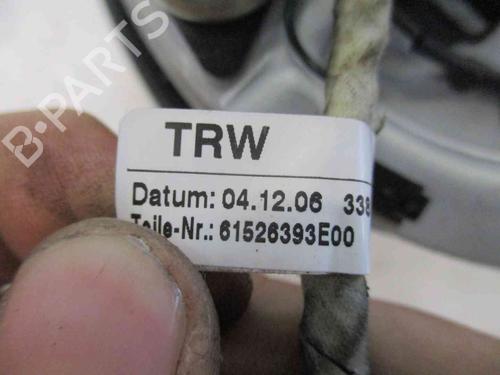 B-PARTS
TRW
Datum: 04.12.06 338
Teile-Nr.: 61526393E00